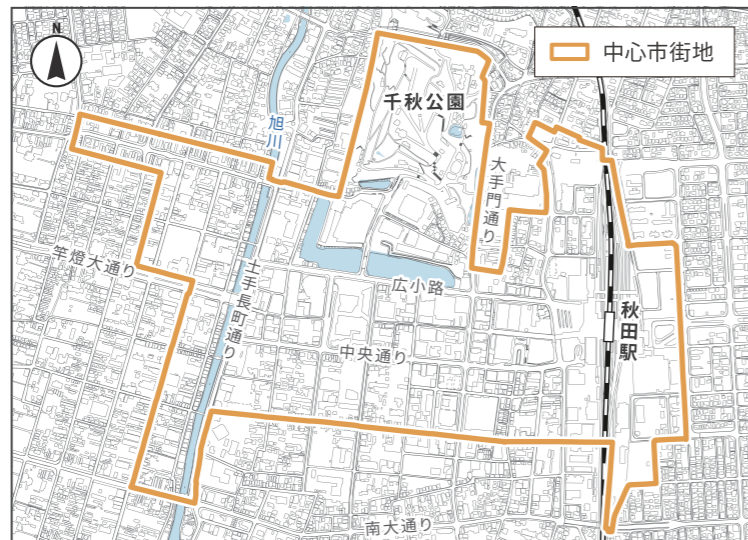 N
中心市街地
千秋公園
旭川
大手門通り
竿燈大通り
土手長町通り
広小路
中央通り
秋田駅
南大通り